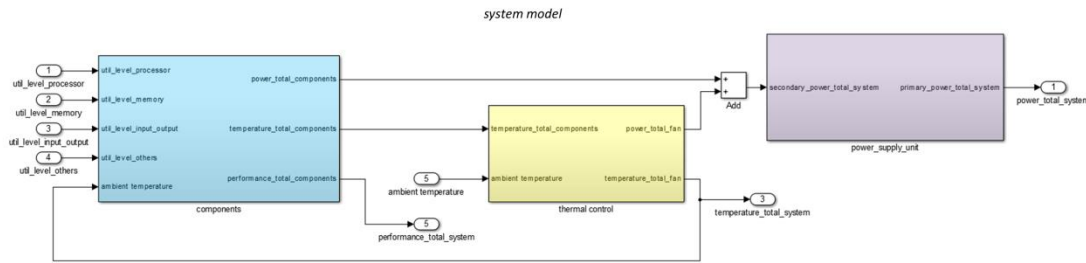 system model
1
util_level_processor
2
util_level_memory
3
util_level_input_output
4
util_level_others
util_level_processor
util_level_memory
util_level_input_output
util_level_others
ambient temperature
power_total_components
temperature_total_components
performance_total_components
components
5
performance_total_system
5
ambient temperature
temperature_total_components
ambient temperature
power_total_fan
temperature_total_fan
thermal control
+
+
Add
secondary_power_total_system
primary_power_total_system
power_supply_unit
1
power_total_system
3
temperature_total_system